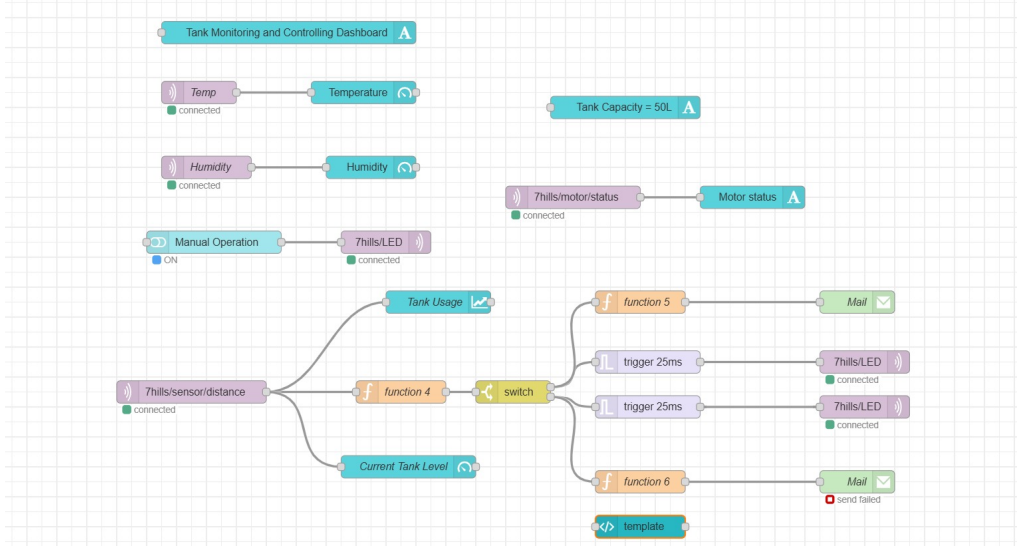 Tank Monitoring and Controlling Dashboard A
Temp
Temperature
connected
Tank Capacity = 50L A
Humidity
Humidity
connected
7hills/motor/status
Motor status A
connected
Manual Operation
7hills/LED
ON
connected
Tank Usage
function 5
Mail
trigger 25ms
7hills/LED
connected
7hills/sensor/distance
f function 4
switch
connected
trigger 25ms
7hills/LED
connected
Current Tank Level
f function 6
Mail
send failed
</> template